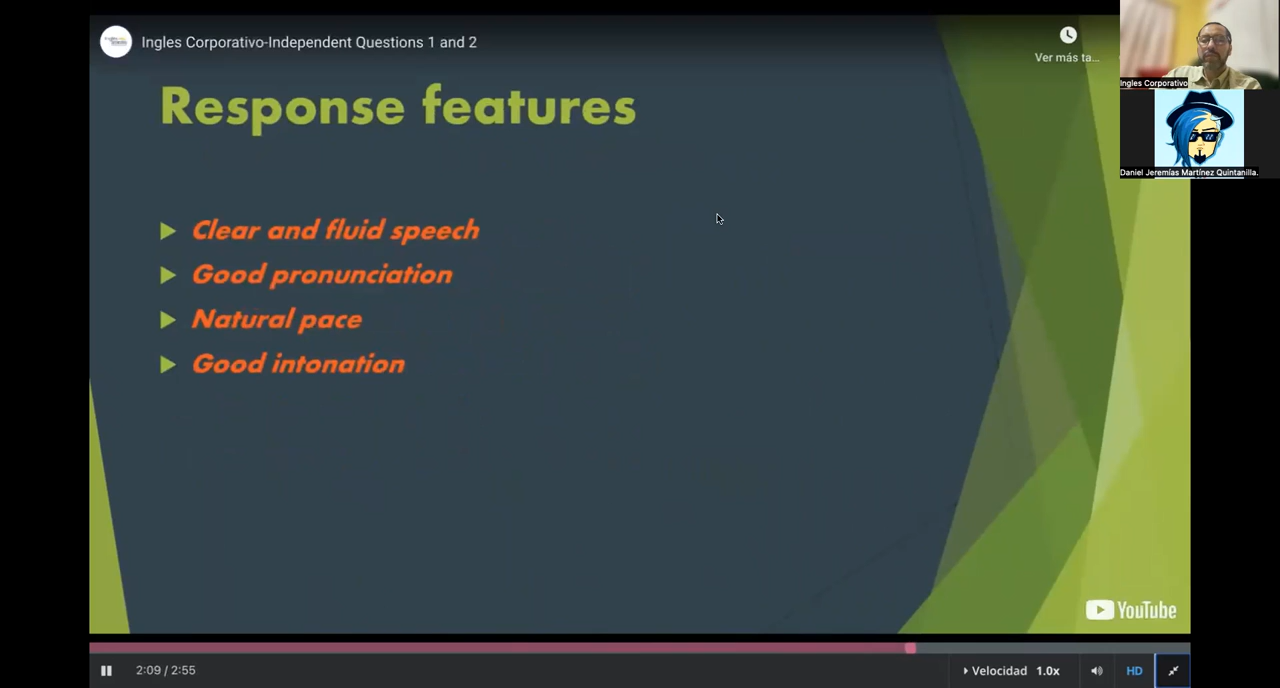 Ingles Corporativo-Independent Questions 1 and 2
Ver más ta...
Response features
Clear and fluid speech
Good pronunciation
Natural pace
Good intonation
YouTube
2:09 / 2:55
Velocidad 1.0x
HD
Ingles Corporativo
Daniel Jeremías Martínez Quintanilla.